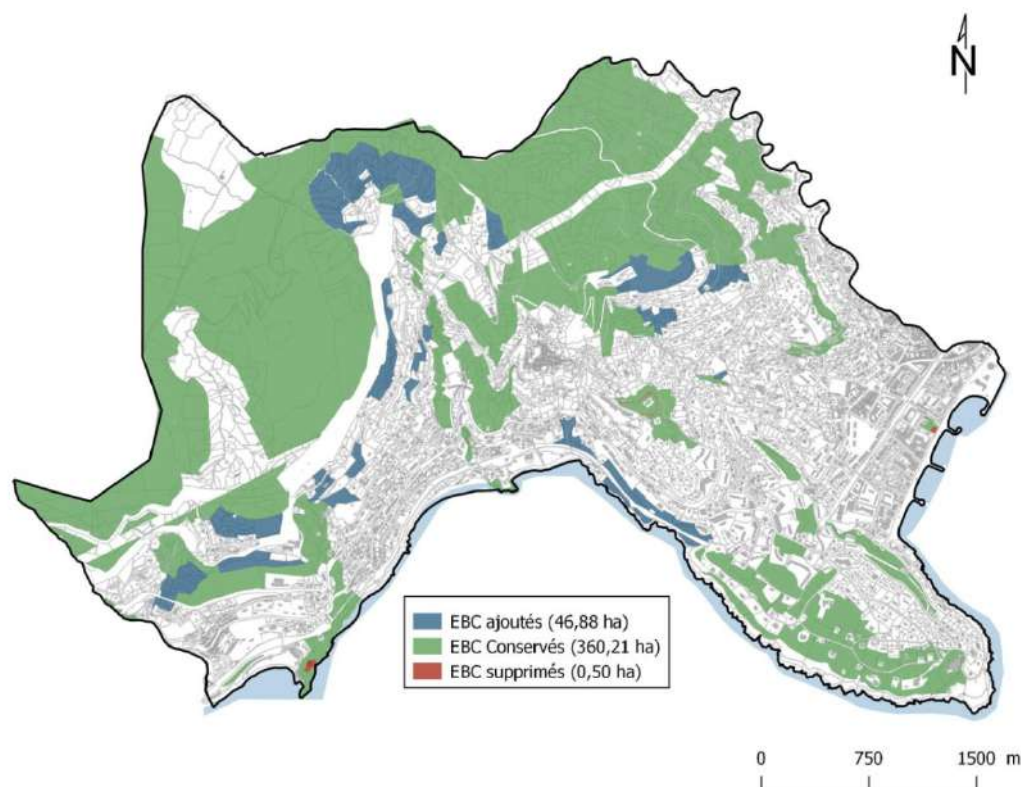 N
EBC ajoutés (46,88 ha)
EBC Conservés (360,21 ha)
EBC supprimés (0,50 ha)
0 750 1500 m